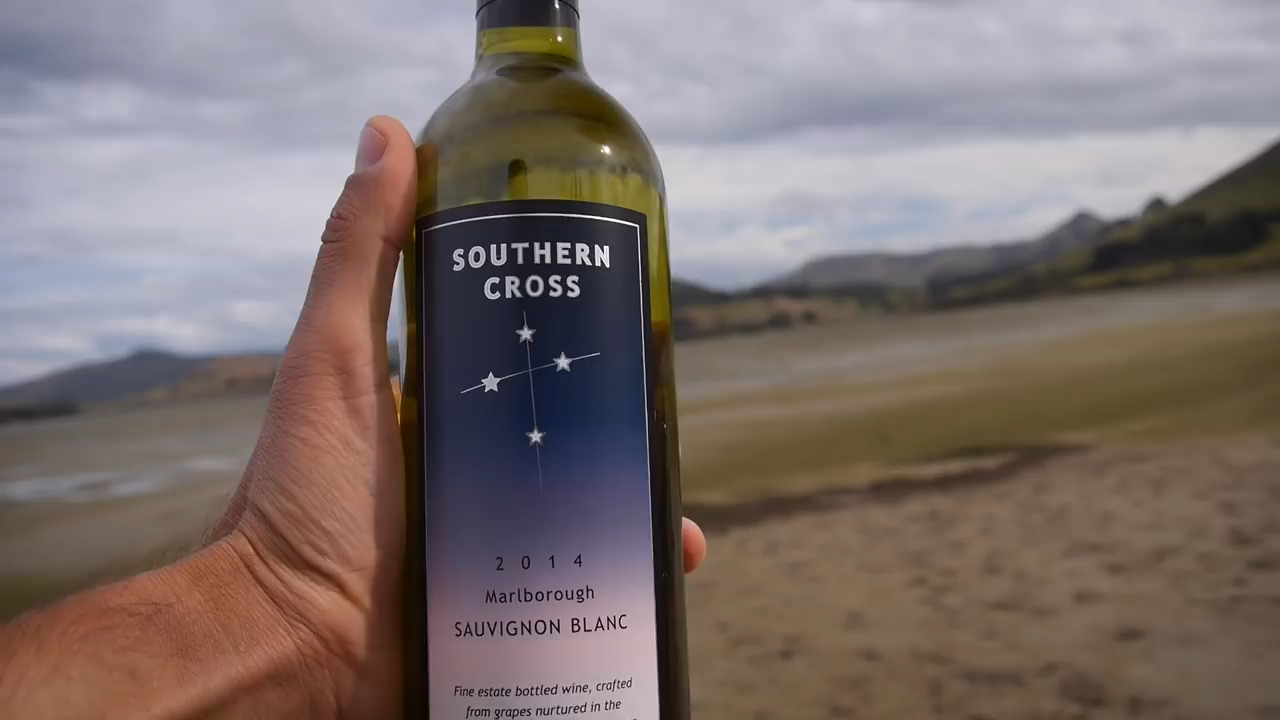 SOUTHERN
CROSS
2014
Marlborough
SAUVIGNON BLANC
Fine estate bottled wine, crafted
from grapes nurtured in the